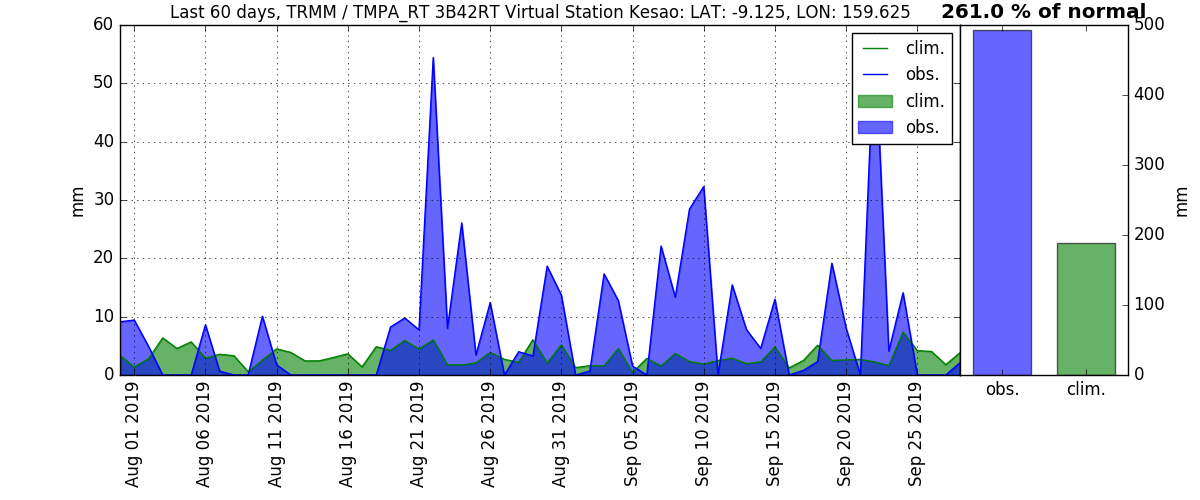 Last 60 days, TRMM / TMPA_RT 3B42RT Virtual Station Kesao: LAT: -9.125, LON: 159.625
261.0 % of normal
mm
60
50
40
30
20
10
0
clim.
obs.
clim.
obs.
500
400
300
200
100
0
mm
Aug 01 2019
Aug 06 2019
Aug 11 2019
Aug 16 2019
Aug 21 2019
Aug 26 2019
Aug 31 2019
Sep 05 2019
Sep 10 2019
Sep 15 2019
Sep 20 2019
Sep 25 2019
obs.
clim.